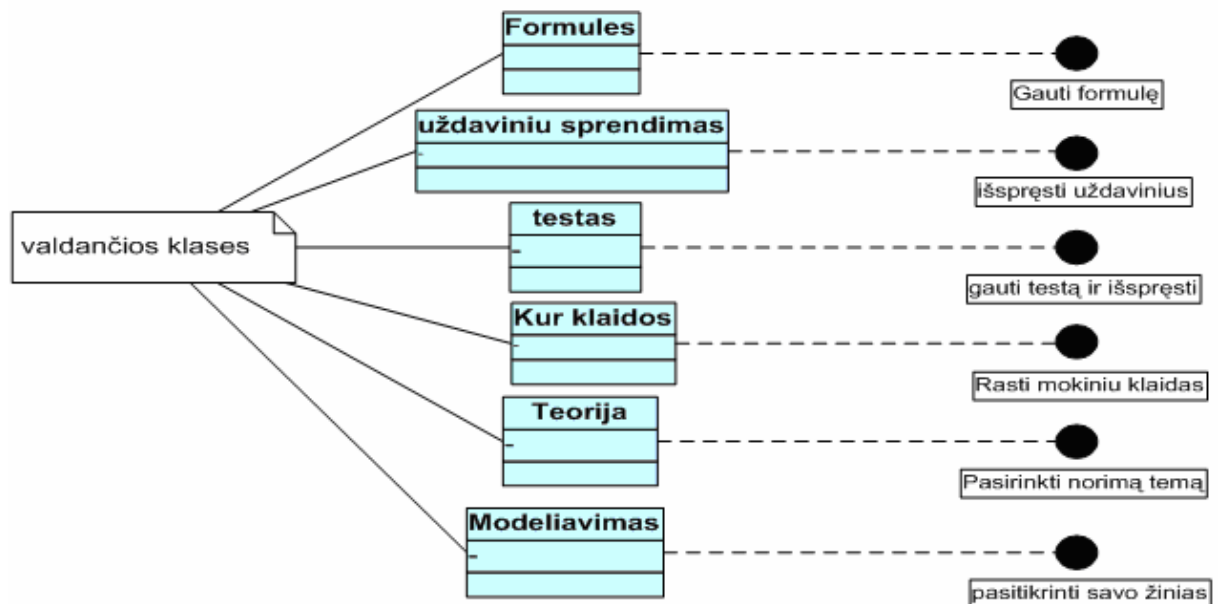 Formules
Gauti formulę
uždaviniu sprendimas
-
išspręsti uždavinius
valdančios klases
testas
-
gauti testą ir išspręsti
Kur klaidos
-
Rasti mokiniu klaidas
Teorija
-
Pasirinkti norimą temą
Modeliavimas
-
pasitikrinti savo žinias